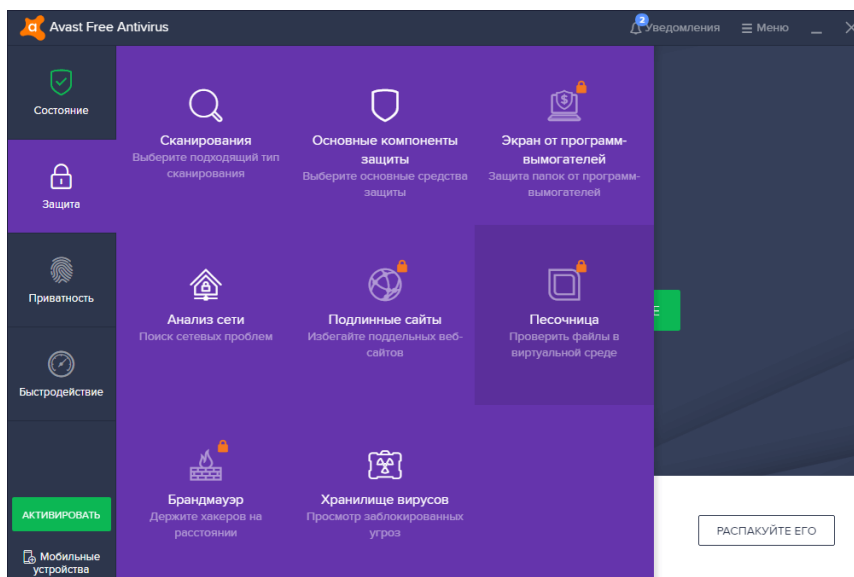 Avast Free Antivirus
2
Уведомления
Меню
Состояние
Защита
Приватность
Быстродействие
АКТИВИРОВАТЬ
Мобильные
устройства
Сканирования
Выберите подходящий тип
сканирования
Основные компоненты
защиты
Выберите основные средства
защиты
Экран от программ-
вымогателей
Защита папок от программ-
вымогателей
Анализ сети
Поиск сетевых проблем
Подлинные сайты
Избегайте поддельных веб-
сайтов
Песочница
Проверить файлы в
виртуальной среде
Брандмауэр
Держите хакеров на
расстоянии
Хранилище вирусов
Просмотр заблокированных
угроз
РАСПАКУЙТЕ ЕГО